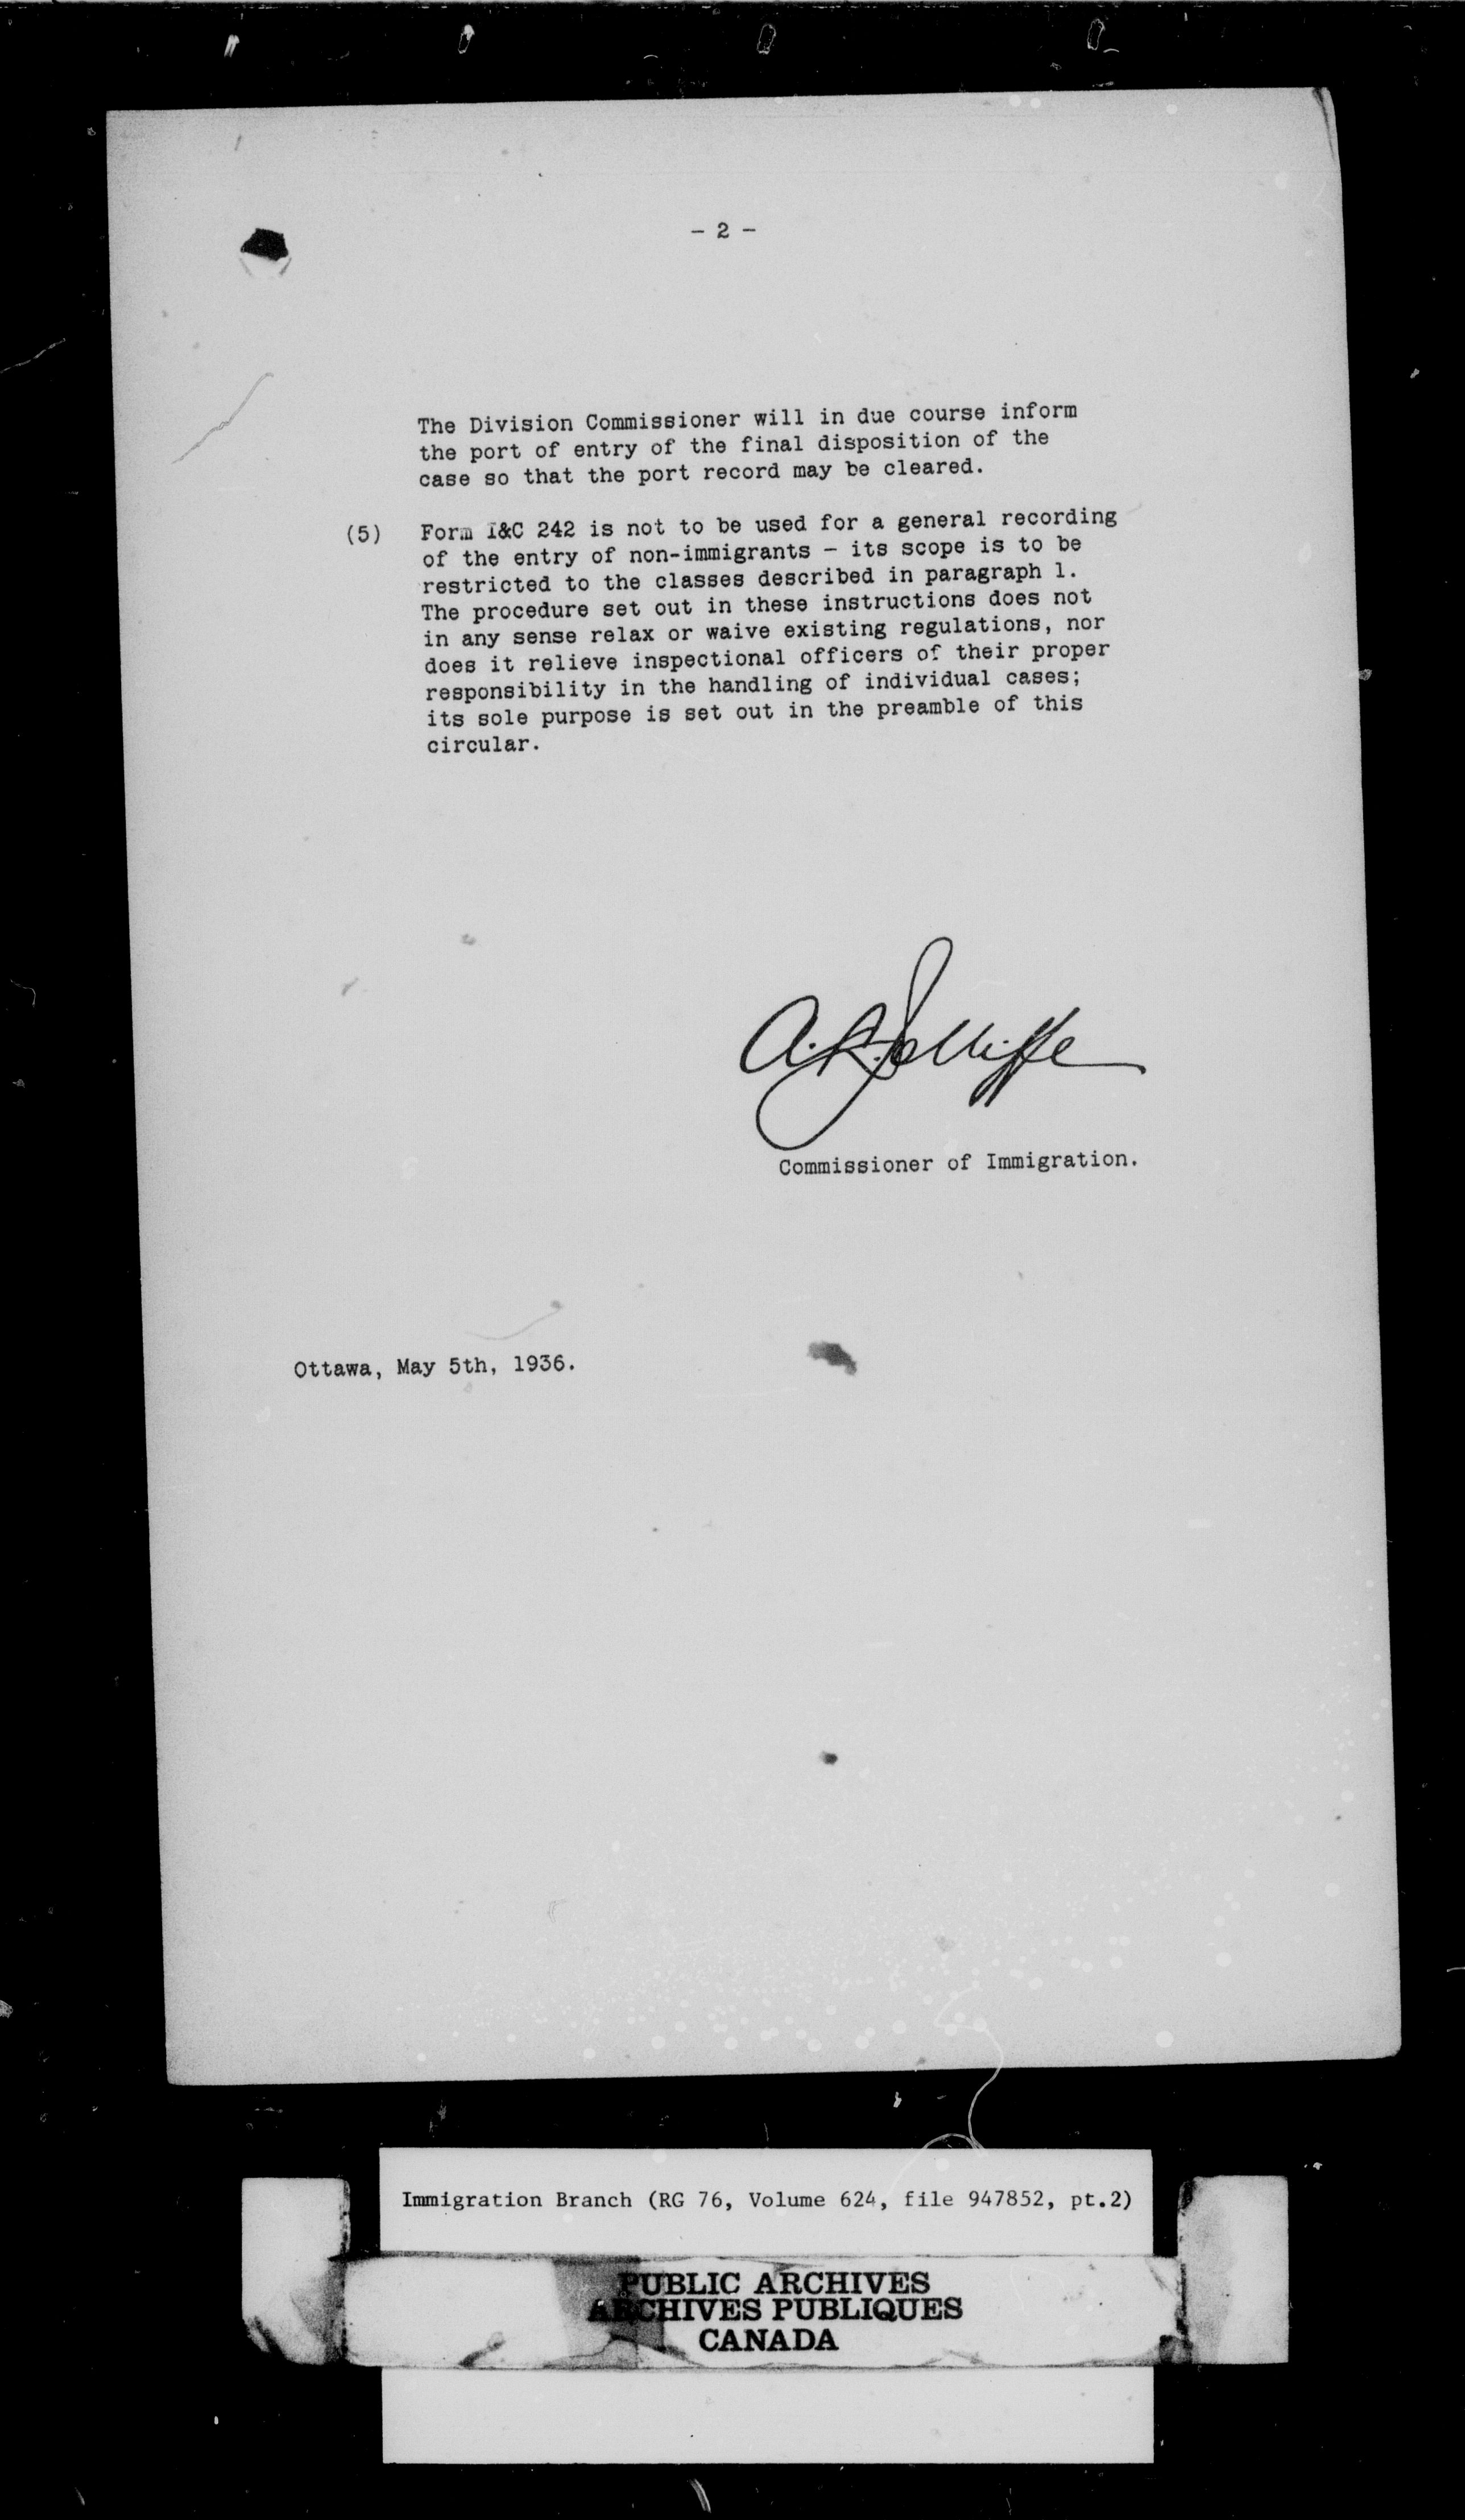 - 2 -
The Division Commissioner will in due course inform
the port of entry of the final disposition of the
case so that the port record may be cleared.
(5) Form I&C 242 is not to be used for a general recording
of the entry of non-immigrants - its scope is to be
restricted to the classes described in paragraph 1.
The procedure set out in these instructions does not
in any sense relax or waive existing regulations, nor
does it relieve inspectional officers of their proper
responsibility in the handling of individual cases;
its sole purpose is set out in the preamble of this
circular.
A. L. Jolliffe
Commissioner of Immigration.
Ottawa, May 5th, 1936.
Immigration Branch (RG 76, Volume 624, file 947852, pt.2)
PUBLIC ARCHIVES
ARCHIVES PUBLIQUES
CANADA